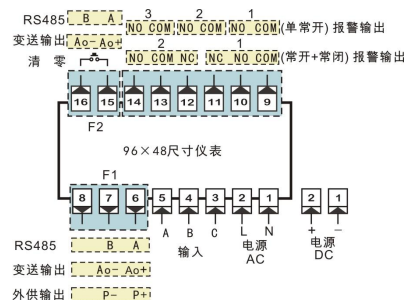 3 2 1
RS485 B A NO COM NO COM NO COM (单常开) 报警输出
变送输出 Ao- Ao+ 2 1
清 零 NO COM NC NC NO COM (常开+常闭) 报警输出
16 15 14 13 12 11 10 9
F2
96×48尺寸仪表
F1
8 7 6 5 4 3 2 1 2 1
A B C L N + −
RS485 B A 输入 电源 AC 电源 DC
变送输出 Ao- Ao+
外供输出 P- P+